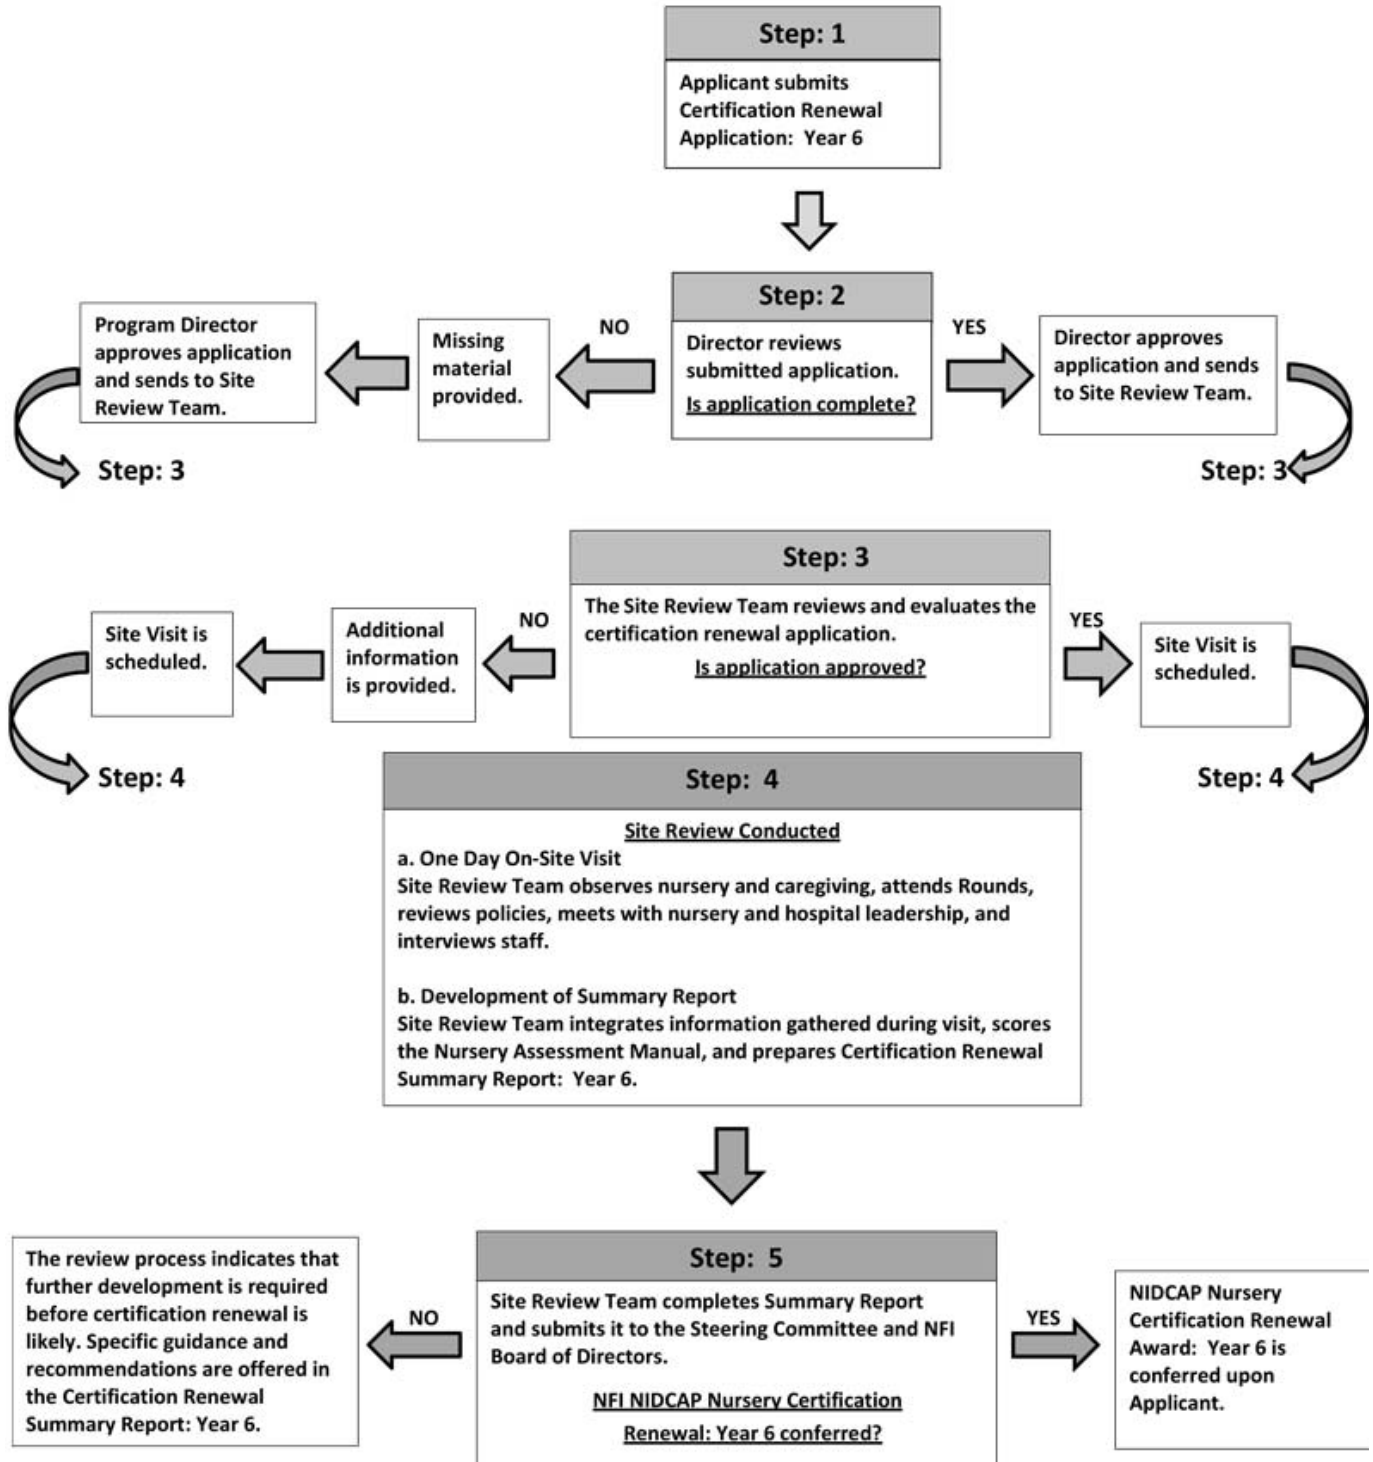 Step: 1
Applicant submits
Certification Renewal
Application: Year 6
Step: 2
Director reviews
submitted application.
Is application complete?
NO
Missing
material
provided.
Program Director
approves application
and sends to Site
Review Team.
Step: 3
YES
Director approves
application and sends
to Site Review Team.
Step: 3
Step: 3
The Site Review Team reviews and evaluates the
certification renewal application.
Is application approved?
NO
Additional
information
is provided.
Site Visit is
scheduled.
Step: 4
YES
Site Visit is
scheduled.
Step: 4
Step: 4
Site Review Conducted
a. One Day On-Site Visit
Site Review Team observes nursery and caregiving, attends Rounds,
reviews policies, meets with nursery and hospital leadership, and
interviews staff.
b. Development of Summary Report
Site Review Team integrates information gathered during visit, scores
the Nursery Assessment Manual, and prepares Certification Renewal
Summary Report: Year 6.
Step: 5
Site Review Team completes Summary Report
and submits it to the Steering Committee and NFI
Board of Directors.
NFI NIDCAP Nursery Certification
Renewal: Year 6 conferred?
NO
The review process indicates that
further development is required
before certification renewal is
likely. Specific guidance and
recommendations are offered in
the Certification Renewal
Summary Report: Year 6.
YES
NIDCAP Nursery
Certification Renewal
Award: Year 6 is
conferred upon
Applicant.